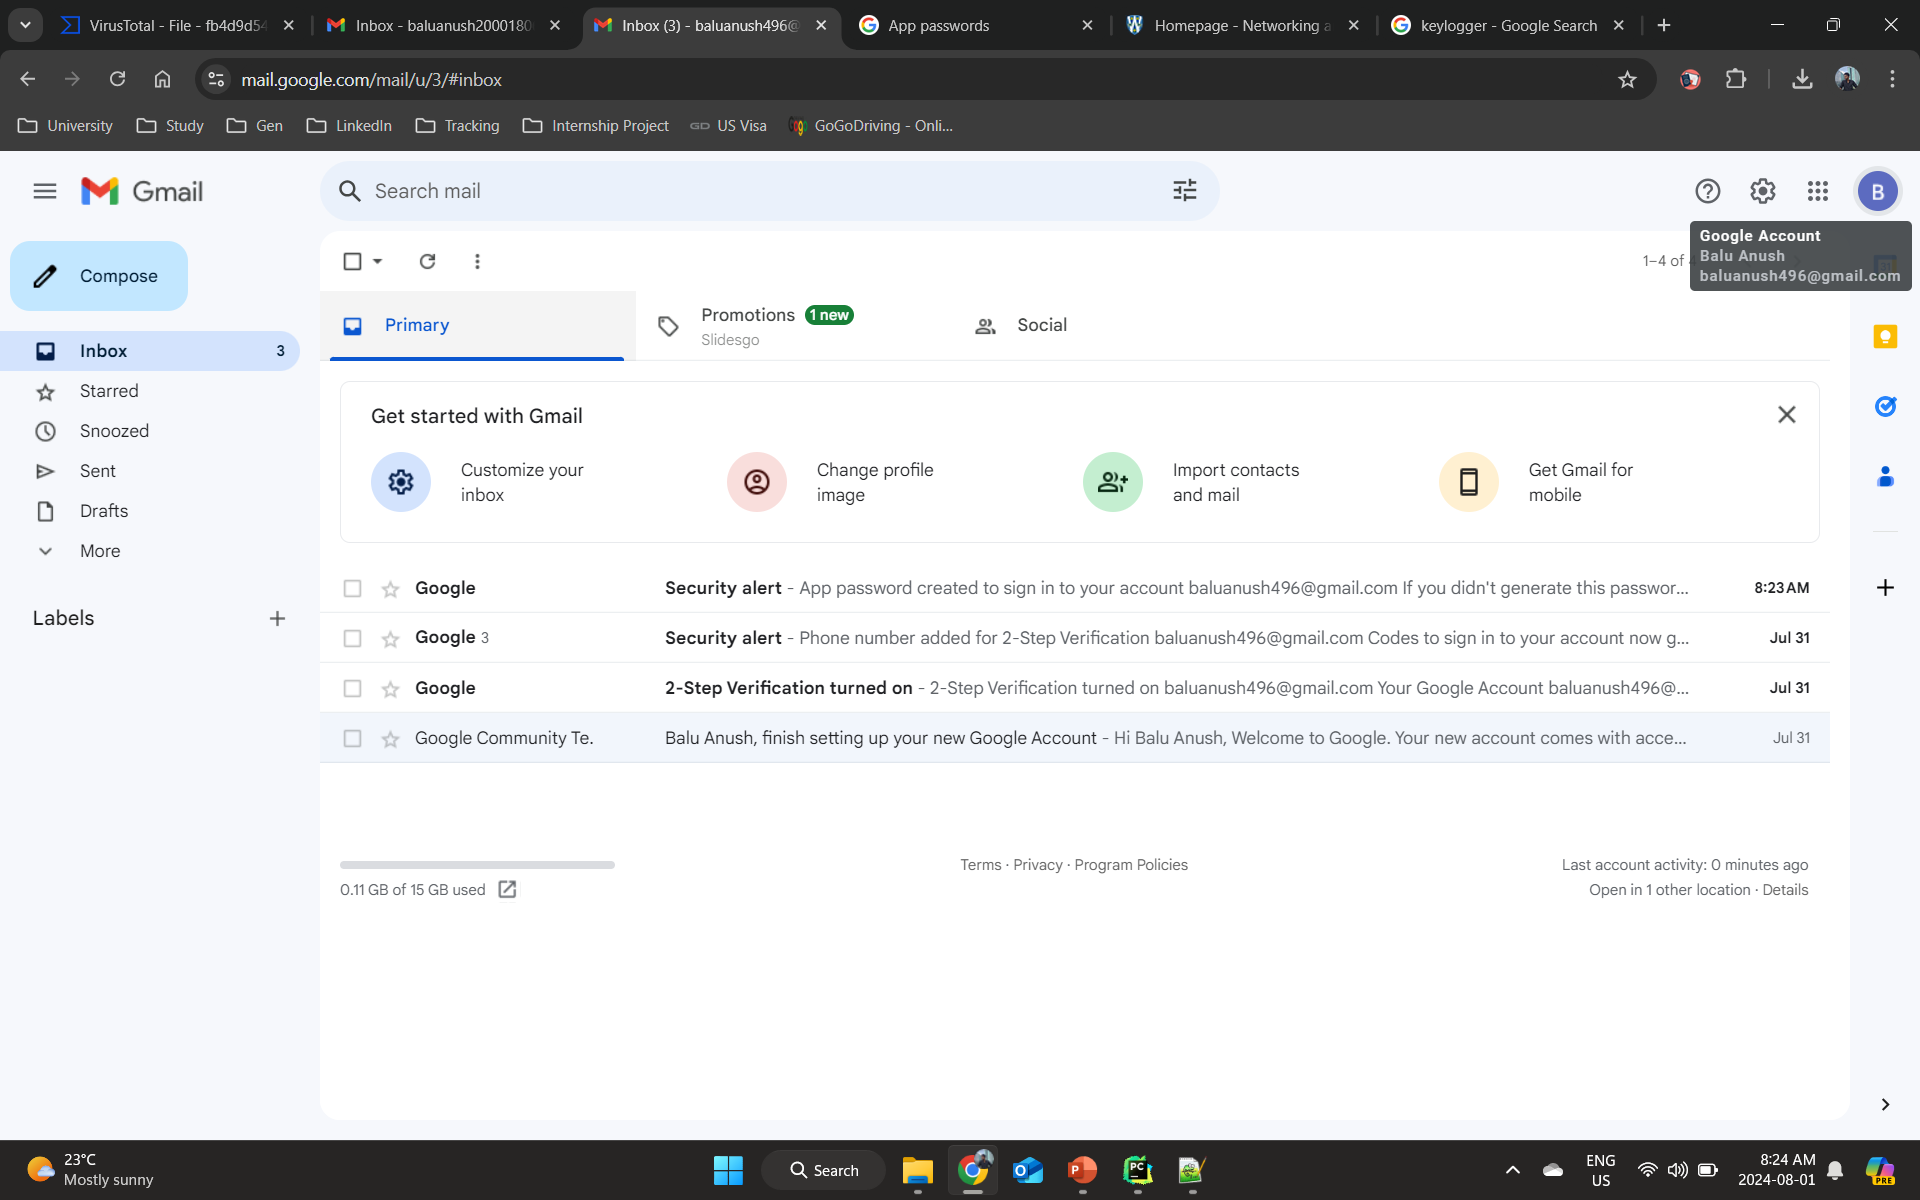 VirusTotal - File - fb4d9d54
Inbox - baluanush2000180
Inbox (3) - baluanush496@
App passwords
Homepage - Networking a
keylogger - Google Search
mail.google.com/mail/u/3/#inbox
University
Study
Gen
LinkedIn
Tracking
Internship Project
GD US Visa
GoGoDriving - Onli...
Gmail
Search mail
B
Google Account
Balu Anush
baluanush496@gmail.com
Compose
1–4 of
Primary
Promotions 1 new
Slidesgo
Social
Inbox 3
Starred
Snoozed
Sent
Drafts
More
Labels
Get started with Gmail
Customize your
inbox
Change profile
image
Import contacts
and mail
Get Gmail for
mobile
Google Security alert - App password created to sign in to your account baluanush496@gmail.com If you didn't generate this passwor... 8:23 AM
Google 3 Security alert - Phone number added for 2-Step Verification baluanush496@gmail.com Codes to sign in to your account now g... Jul 31
Google 2-Step Verification turned on - 2-Step Verification turned on baluanush496@gmail.com Your Google Account baluanush496@... Jul 31
Google Community Te. Balu Anush, finish setting up your new Google Account - Hi Balu Anush, Welcome to Google. Your new account comes with acce... Jul 31
0.11 GB of 15 GB used
Terms · Privacy · Program Policies
Last account activity: 0 minutes ago
Open in 1 other location · Details
23°C
Mostly sunny
Search
ENG
US
8:24 AM
2024-08-01
PRE